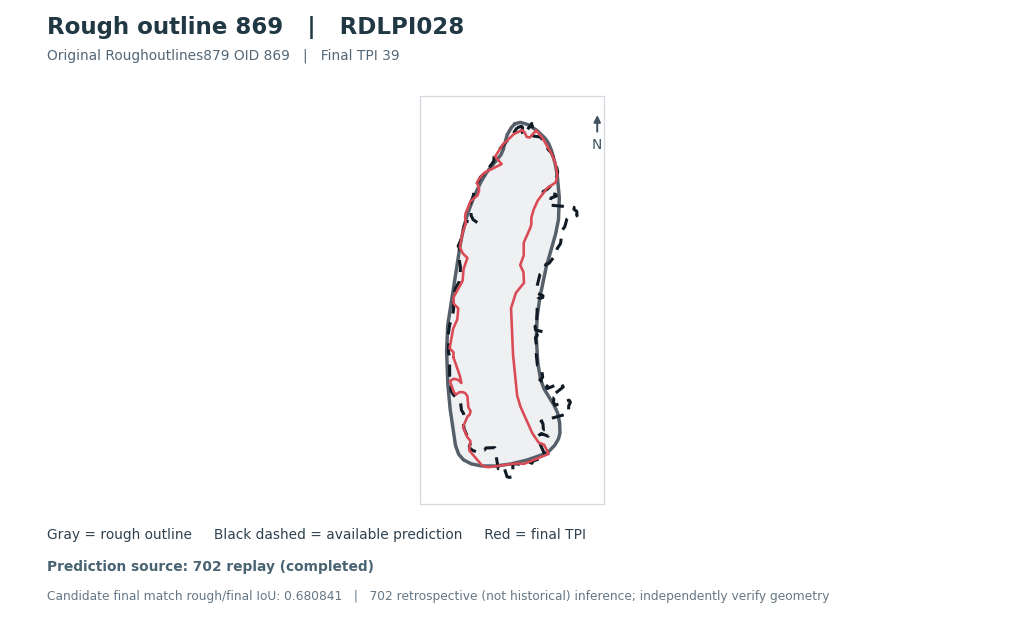 Rough outline 869   |   RDLPI028
Original Roughoutlines879 OID 869   |   Final TPI 39
N
Gray = rough outline     Black dashed = available prediction     Red = final TPI
Prediction source: 702 replay (completed)
Candidate final match rough/final IoU: 0.680841   |   702 retrospective (not historical) inference; independently verify geometry